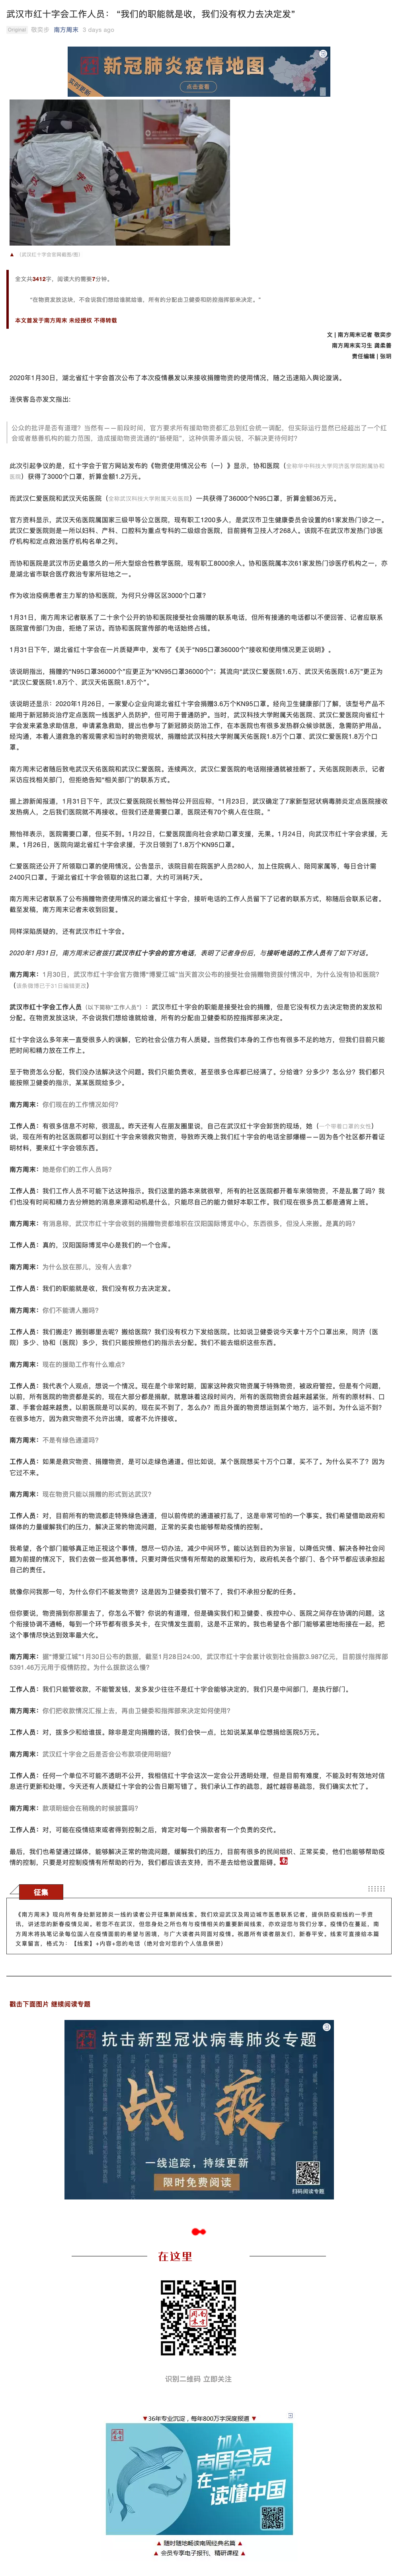 武汉市红十字会工作人员：“我们的职能就是收，我们没有权力去决定发”
Original 敬奕步 南方周末 3 days ago
新冠肺炎疫情地图
点击查看
▲ （武汉红十字会官网截图/图）
全文共3412字，阅读大约需要7分钟。
“在物资发放这块，不会说我们想给谁就给谁，所有的分配由卫健委和防控指挥部来决定。”
本文首发于南方周末 未经授权 不得转载
文 | 南方周末记者 敬奕步
南方周末实习生 龚柔善
责任编辑 | 张玥
2020年1月30日，湖北省红十字会首次公布了本次疫情暴发以来接收捐赠物资的使用情况，随之迅速陷入舆论漩涡。
连侠客岛亦发文指出:
公众的批评是否有道理？当然有——前段时间，官方要求所有援助物资都汇总到红会统一调配，但实际运行显然已经超出了一个红
会或者慈善机构的能力范围，造成援助物资流通的“肠梗阻”，这种供需矛盾尖锐，不解决更待何时？
此次引起争议的是，红十字会于官方网站发布的《物资使用情况公布（一）》显示，协和医院（全称华中科技大学同济医学院附属协和
医院）获得了3000个口罩，折算金额1.2万元。
而武汉仁爱医院和武汉天佑医院（全称武汉科技大学附属天佑医院）一共获得了36000个N95口罩，折算金额36万元。
官方资料显示，武汉天佑医院属国家三级甲等公立医院，现有职工1200多人，是武汉市卫生健康委员会设置的61家发热门诊之一。
武汉仁爱医院则是一所以妇科、产科、口腔科为重点专科的二级综合医院，目前拥有卫技人才268人。该院不在武汉市发热门诊医
疗机构和定点救治医疗机构名单之列。
而协和医院是武汉市历史最悠久的一所大型综合性教学医院，现有职工8000余人。协和医院属本次61家发热门诊医疗机构之一，亦
是湖北省市联合医疗救治专家所驻地之一。
作为收治疫病患者主力军的协和医院，为何只分得区区3000个口罩？
1月31日，南方周末记者联系了二十余个公开的协和医院接受社会捐赠的联系电话，但所有接通的电话都以不便回答、记者应联系
医院宣传部门为由，拒绝了采访。而协和医院宣传部的电话始终占线。
1月31日下午，湖北省红十字会在一片质疑声中，发布了《关于“N95口罩36000个”接收和使用情况更正说明》。
该说明指出，捐赠的“N95口罩36000个”应更正为“KN95口罩36000个”；其流向“武汉仁爱医院1.6万、武汉天佑医院1.6万”更正为
“武汉仁爱医院1.8万个、武汉天佑医院1.8万个”。
该说明还显示：2020年1月26日，一家爱心企业向湖北省红十字会捐赠3.6万个KN95口罩。经向卫生健康部门了解，该型号产品不
能用于新冠肺炎治疗定点医院一线医护人员防护，但可用于普通防护。当时，武汉科技大学附属天佑医院、武汉仁爱医院向省红十
字会发来紧急求助信息，申请紧急救助，提出也参与了新冠肺炎防治工作，在本医院也有很多发热群众候诊就医，急需防护用品。
经沟通，本着人道救急的客观需求和当时的物资现状，捐赠给武汉科技大学附属天佑医院1.8万个口罩、武汉仁爱医院1.8万个口
罩。
南方周末记者随后致电武汉天佑医院和武汉仁爱医院。连续两次，武汉仁爱医院的电话刚接通就被挂断了。天佑医院则表示，记者
采访应找相关部门，但拒绝告知“相关部门”的联系方式。
据上游新闻报道，1月31日下午，武汉仁爱医院院长熊怡祥公开回应称，“1月23日，武汉确定了7家新型冠状病毒肺炎定点医院接收
发热病人，之后我们医院就不再接收。但我们还是需要口罩，医院还有70个病人在住院。”
熊怡祥表示，医院需要口罩，但买不到。1月22日，仁爱医院面向社会求助口罩支援，无果。1月24日，向武汉市红十字会求援，无
果。1月26日，医院向湖北省红十字会求援，于次日领到了1.8万个KN95口罩。
仁爱医院还公开了所领取口罩的使用情况。公告显示，该院目前在院医护人员280人，加上住院病人、陪同家属等，每日合计需
2400只口罩。于湖北省红十字会领取的这批口罩，大约可消耗7天。
南方周末记者联系了公布捐赠物资使用情况的湖北省红十字会，接听电话的工作人员留下了记者的联系方式，称随后会联系记者。
截至发稿，南方周末记者未收到回复。
同样深陷质疑的，还有武汉市红十字会。
2020年1月31日，南方周末记者拨打武汉市红十字会的官方电话，表明了记者身份后，与接听电话的工作人员有了如下对话。
南方周末：1月30日，武汉市红十字会官方微博“博爱江城”当天首次公布的接受社会捐赠物资拨付情况中，为什么没有协和医院？
（该条微博已于31日编辑更改）
武汉市红十字会工作人员（以下简称“工作人员”）：武汉市红十字会的职能是接受社会的捐赠，但是它没有权力去决定物资的发放和
分配。在物资发放这块，不会说我们想给谁就给谁，所有的分配由卫健委和防控指挥部来决定。
红十字会这么多年来一直受很多人的误解，它的社会公信力有人质疑。当然我们本身的工作也有很多不足的地方，但我们目前只能
把时间和精力放在工作上。
至于物资怎么分配，我们没办法解决这个问题。我们只能负责收，甚至很多仓库都已经满了。分给谁？分多少？怎么分？我们都只
能按照卫健委的指示，某某医院给多少。
南方周末：你们现在的工作情况如何？
工作人员：有很多信息不对称，很混乱。昨天还有人在朋友圈里说，自己在武汉红十字会卸货的现场，她（一个带着口罩的女性）
说，现在所有的社区医院都可以到红十字会来领救灾物资，导致昨天晚上我们红十字会的电话全部爆棚——因为各个社区都开着证
明材料，要来红十字会领东西。
南方周末：她是你们的工作人员吗？
工作人员：我们工作人员不可能下达这种指示。我们这里的路本来就很窄，所有的社区医院都开着车来领物资，不是乱套了吗？我
们也没有时间和精力去分辨她的消息来源和动机是什么，只能尽自己的能力做好本职工作。我们现在很多员工都是通宵上班。
南方周末：有消息称，武汉市红十字会收到的捐赠物资都堆积在汉阳国际博览中心，东西很多，但没人来搬。是真的吗？
工作人员：真的，汉阳国际博览中心是我们的一个仓库。
南方周末：为什么放在那儿，没有人去拿？
工作人员：我们的职能就是收，我们没有权力去决定发。
南方周末：你们不能请人搬吗？
工作人员：我们搬走？搬到哪里去呢？搬给医院？我们没有权力下发给医院。比如说卫健委说今天拿十万个口罩出来，同济（医
院）多少、协和（医院）多少，我们只能按照他们的指示去分配。我们不能去组织这些东西。
南方周末：现在的援助工作有什么难点？
工作人员：我代表个人观点，想说一个情况。现在是个非常时期，国家这种救灾物资属于特殊物资，被政府管控。但是有个问题，
以前，所有医院的物资都是买的，现在大部分都是捐献，就意味着这段时间内，所有的医院物资会越来越紧张，所有的原材料、口
罩、手套会越来越贵。以前医院是可以买的，现在买不到了，怎么办？而且外面的物资想运到某个地方，运不到。为什么运不到？
在很多地方，因为救灾物资不允许出境，或者不允许接收。
南方周末：不是有绿色通道吗？
工作人员：如果是救灾物资、捐赠物资，是可以走绿色通道。但比如说，某个医院想买十万个口罩，买不了。为什么买不了？因为
它过不来。
南方周末：现在物资只能以捐赠的形式到达武汉？
工作人员：对，目前所有的物流都走特殊绿色通道，但以前传统的通道被打乱了，这是非常可怕的一个事实。我们希望借助政府和
媒体的力量缓解我们的压力，解决正常的物流问题，正常的买卖也能够帮助疫情的控制。
我希望，各个部门能够真正地正视这个事情，想尽一切办法，减少中间环节。能以达到目的为宗旨，以降低灾情、解决各种社会问
题为前提的情况下，我们去做一些其他事情。只要对降低灾情有所帮助的政策和行为，政府机关各个部门、各个环节都应该承担起
自己的责任。
就像你问我那一句，为什么你们不能发物资？这是因为卫健委我们管不了，我们不承担分配的任务。
但你要说，物资捐到你那里去了，你怎么不管？你说的有道理，但是确实我们和卫健委、疾控中心、医院之间存在协调的问题，这
个衔接协调不通畅，每到一个环节都有很多关卡，在灾情发生面前，这是不正常的。我也希望各个部门能够紧密地衔接在一起，把
这个事情尽快达到效率最大化。
南方周末：据“博爱江城”1月30日公布的数据，截至1月28日24:00，武汉市红十字会累计收到社会捐款3.987亿元，目前拨付指挥部
5391.46万元用于疫情防控。为什么拨款这么慢？
工作人员：我们只能管收款，不能管发钱，发多发少往往不是红十字会能够决定的，我们只是中间部门，是执行部门。
南方周末：你们把收款情况汇报上去，再由卫健委和指挥部来决定如何使用？
工作人员：对，拨多少和给谁拨。除非是定向捐赠的话，我们会快一点，比如说某某单位想捐给医院5万元。
南方周末：武汉红十字会之后是否会公布款项使用明细？
工作人员：任何一个单位不可能不透明不公开，我相信红十字会这次一定会公开透明处理，但是目前有难度，不能及时有效地对信
息进行更新和处理。今天还有人质疑红十字会的公告日期写错了。我们承认工作的疏忽，越忙越容易疏忽，我们确实太忙了。
南方周末：款项明细会在稍晚的时候披露吗？
工作人员：对，可能在疫情结束或者得到控制之后，肯定对每一个捐款者有一个负责的交代。
最后，我们也希望通过媒体，能够解决正常的物流问题，缓解我们的压力，目前有很多的民间组织、正常买卖，他们也能够帮助疫
情的控制，只要是对控制疫情有所帮助的行为，我们都应该去支持，而不是去给他设置阻碍。
征集
《南方周末》现向所有身处新冠肺炎一线的读者公开征集新闻线索。我们欢迎武汉及周边城市医患联系记者，提供防疫前线的一手资
讯，讲述您的新春疫情见闻。若您不在武汉，但您身处之所也有与疫情相关的重要新闻线索，亦欢迎您与我们分享。疫情仍在蔓延，南
方周末将执笔记录每位国人在疫情面前的希望与困境，与广大读者共同面对疫情。祝愿所有读者朋友们，新春平安。线索可直接给本篇
文章留言，格式为：【线索】+内容+您的电话（绝对会对您的个人信息保密）
戳击下面图片 继续阅读专题
抗击新型冠状病毒肺炎专题
战疫
一线追踪，持续更新
限时免费阅读
扫码阅读专题
在这里
识别二维码 立即关注
▼36年专业沉淀，每年800万字深度报道 ▼
加入
南周会员
在一起
读懂中国
▲ 随时随地畅读南周经典名篇 ▲
▲ 会员专享电子报刊，精研课程 ▲